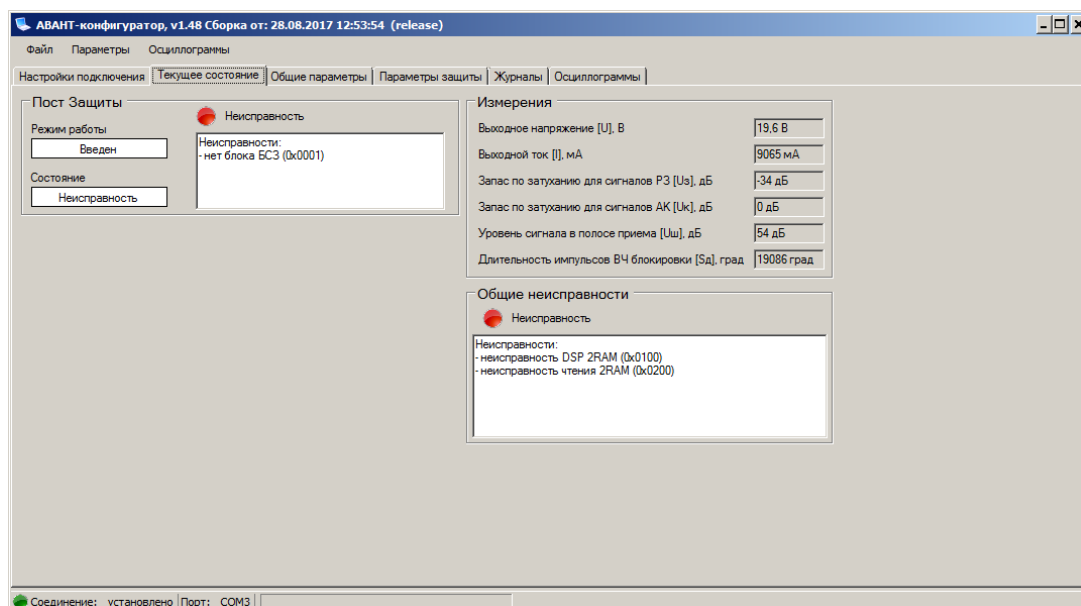 АВАНТ-конфигуратор, v1.48 Сборка от: 28.08.2017 12:53:54 (release)
Файл Параметры Осциллограммы
Настройки подключения Текущее состояние Общие параметры Параметры защиты Журналы Осциллограммы
Пост Защиты
Режим работы
Введен
Состояние
Неисправность
Неисправность
Неисправности:
- нет блока БСЗ (0x0001)
Измерения
Выходное напряжение [U], В 19,6 В
Выходной ток [I], мА 9065 мА
Запас по затуханию для сигналов РЗ [Uз], дБ -34 дБ
Запас по затуханию для сигналов АК [Uк], дБ 0 дБ
Уровень сигнала в полосе приема [Uш], дБ 54 дБ
Длительность импульсов ВЧ блокировки [Sд], град 19086 град
Общие неисправности
Неисправность
Неисправности:
- неисправность DSP 2RAM (0x0100)
- неисправность чтения 2RAM (0x0200)
Соединение: установлено Порт: COM3